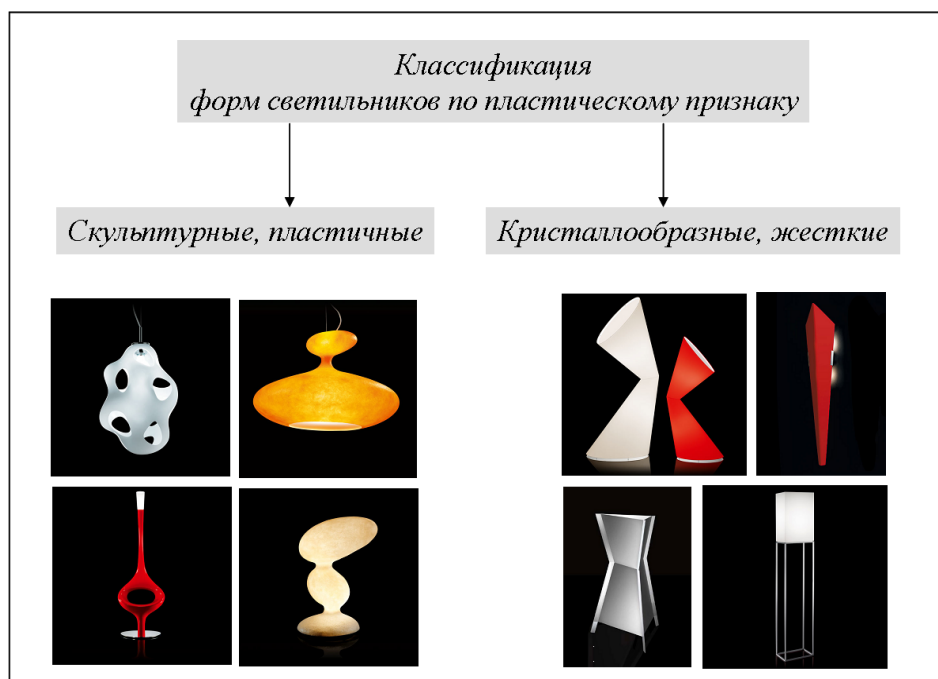 Классификация
форм светильников по пластическому признаку
Скульптурные, пластичные
Кристаллообразные, жесткие